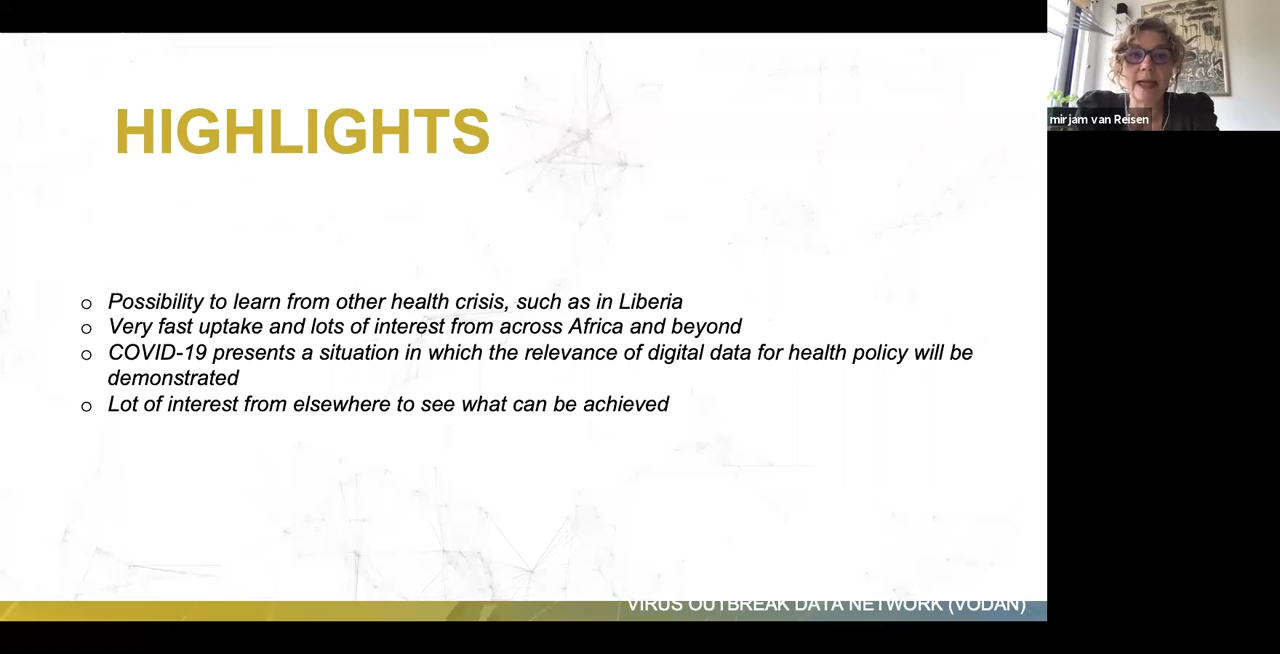 HIGHLIGHTS
mirjam van Reisen
o Possibility to learn from other health crisis, such as in Liberia
o Very fast uptake and lots of interest from across Africa and beyond
o COVID-19 presents a situation in which the relevance of digital data for health policy will be
demonstrated
o Lot of interest from elsewhere to see what can be achieved
VIRUS OUTBREAK DATA NETWORK (VODAN)